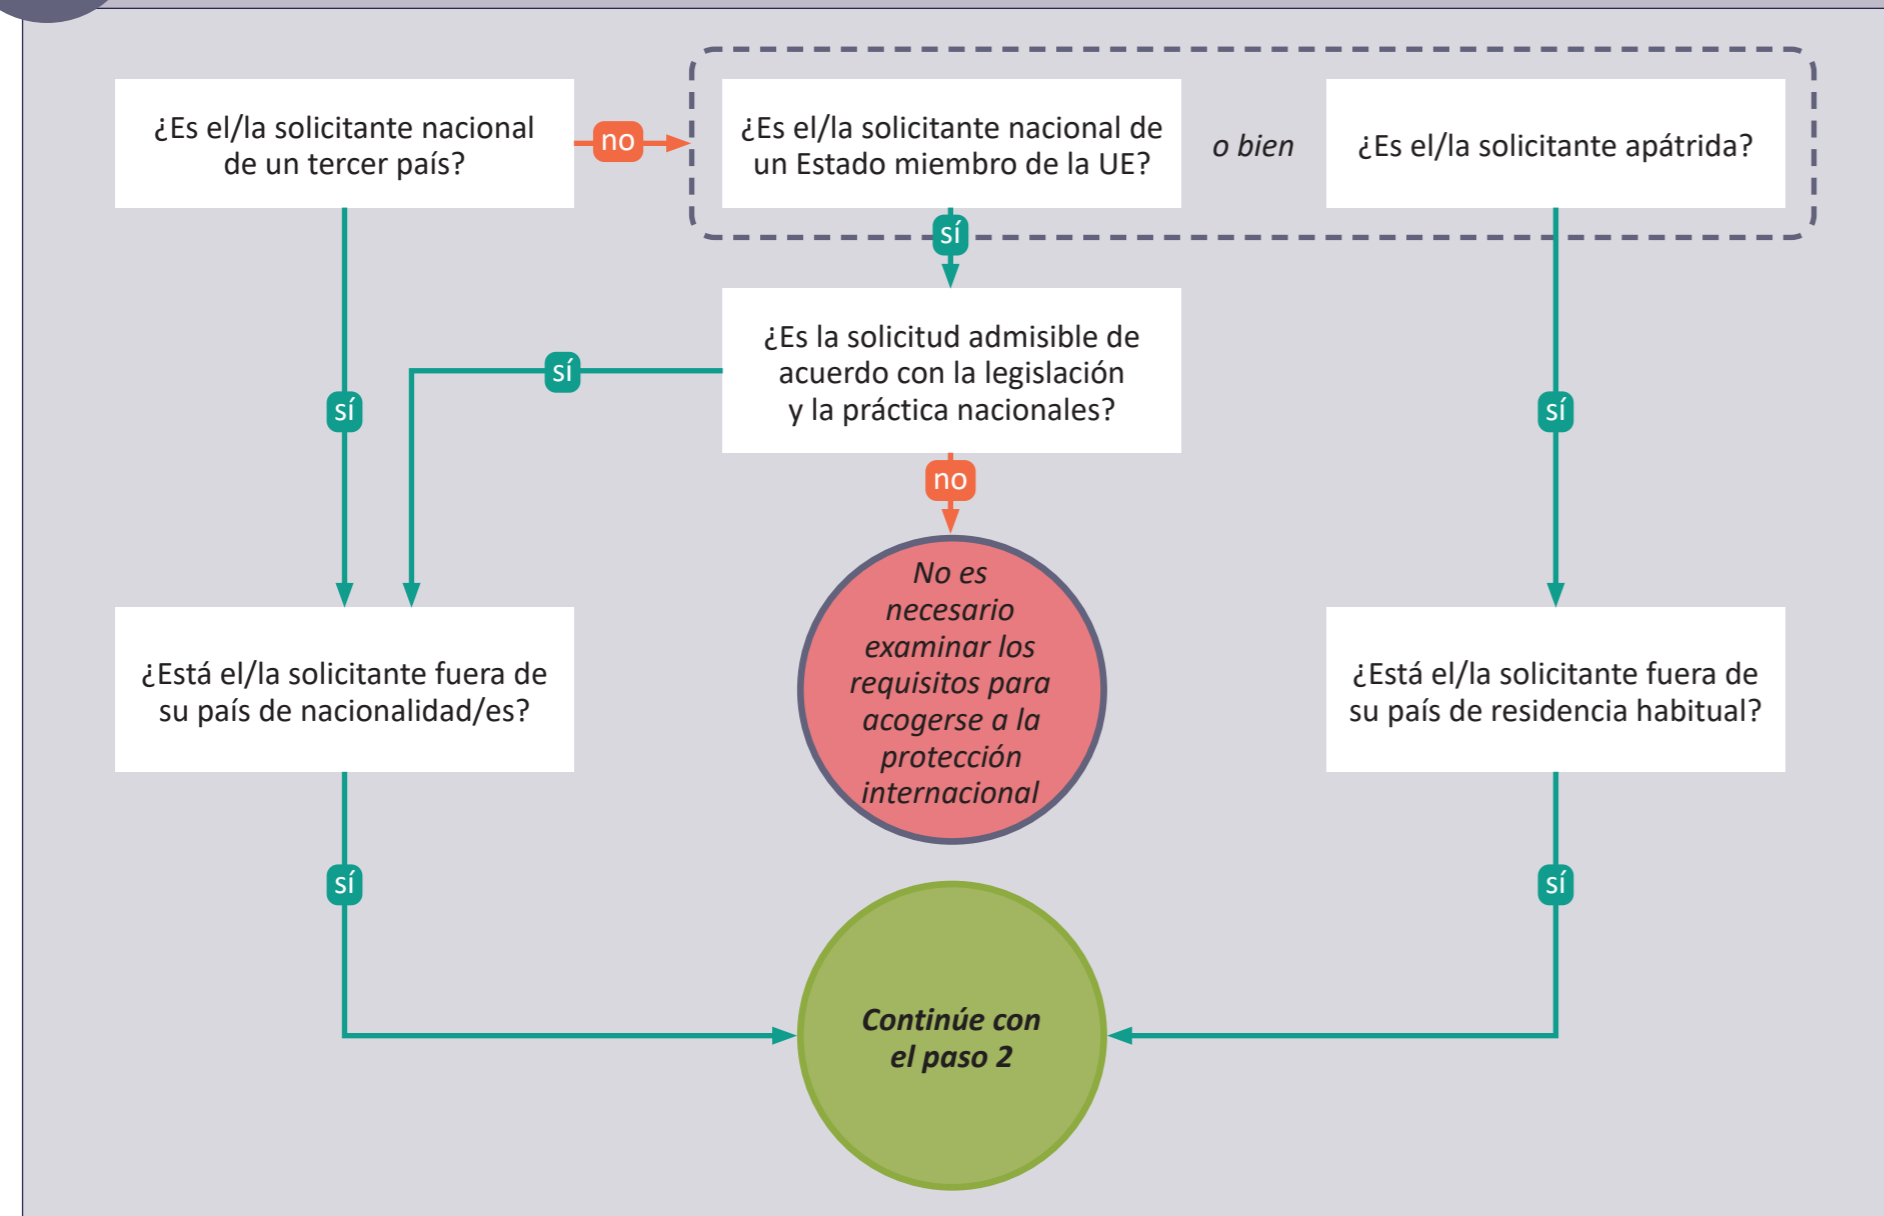 ¿Es el/la solicitante nacional
de un tercer país?
no
¿Es el/la solicitante nacional de
un Estado miembro de la UE?
o bien
¿Es el/la solicitante apátrida?
sí
¿Es la solicitud admisible de
acuerdo con la legislación
y la práctica nacionales?
sí
sí
sí
no
No es
necesario
examinar los
requisitos para
acogerse a la
protección
internacional
¿Está el/la solicitante fuera de
su país de nacionalidad/es?
¿Está el/la solicitante fuera de
su país de residencia habitual?
sí
sí
Continúe con
el paso 2